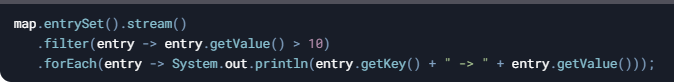 map.entrySet().stream()
.filter(entry -> entry.getValue() > 10)
.forEach(entry -> System.out.println(entry.getKey() + " -> " + entry.getValue()));